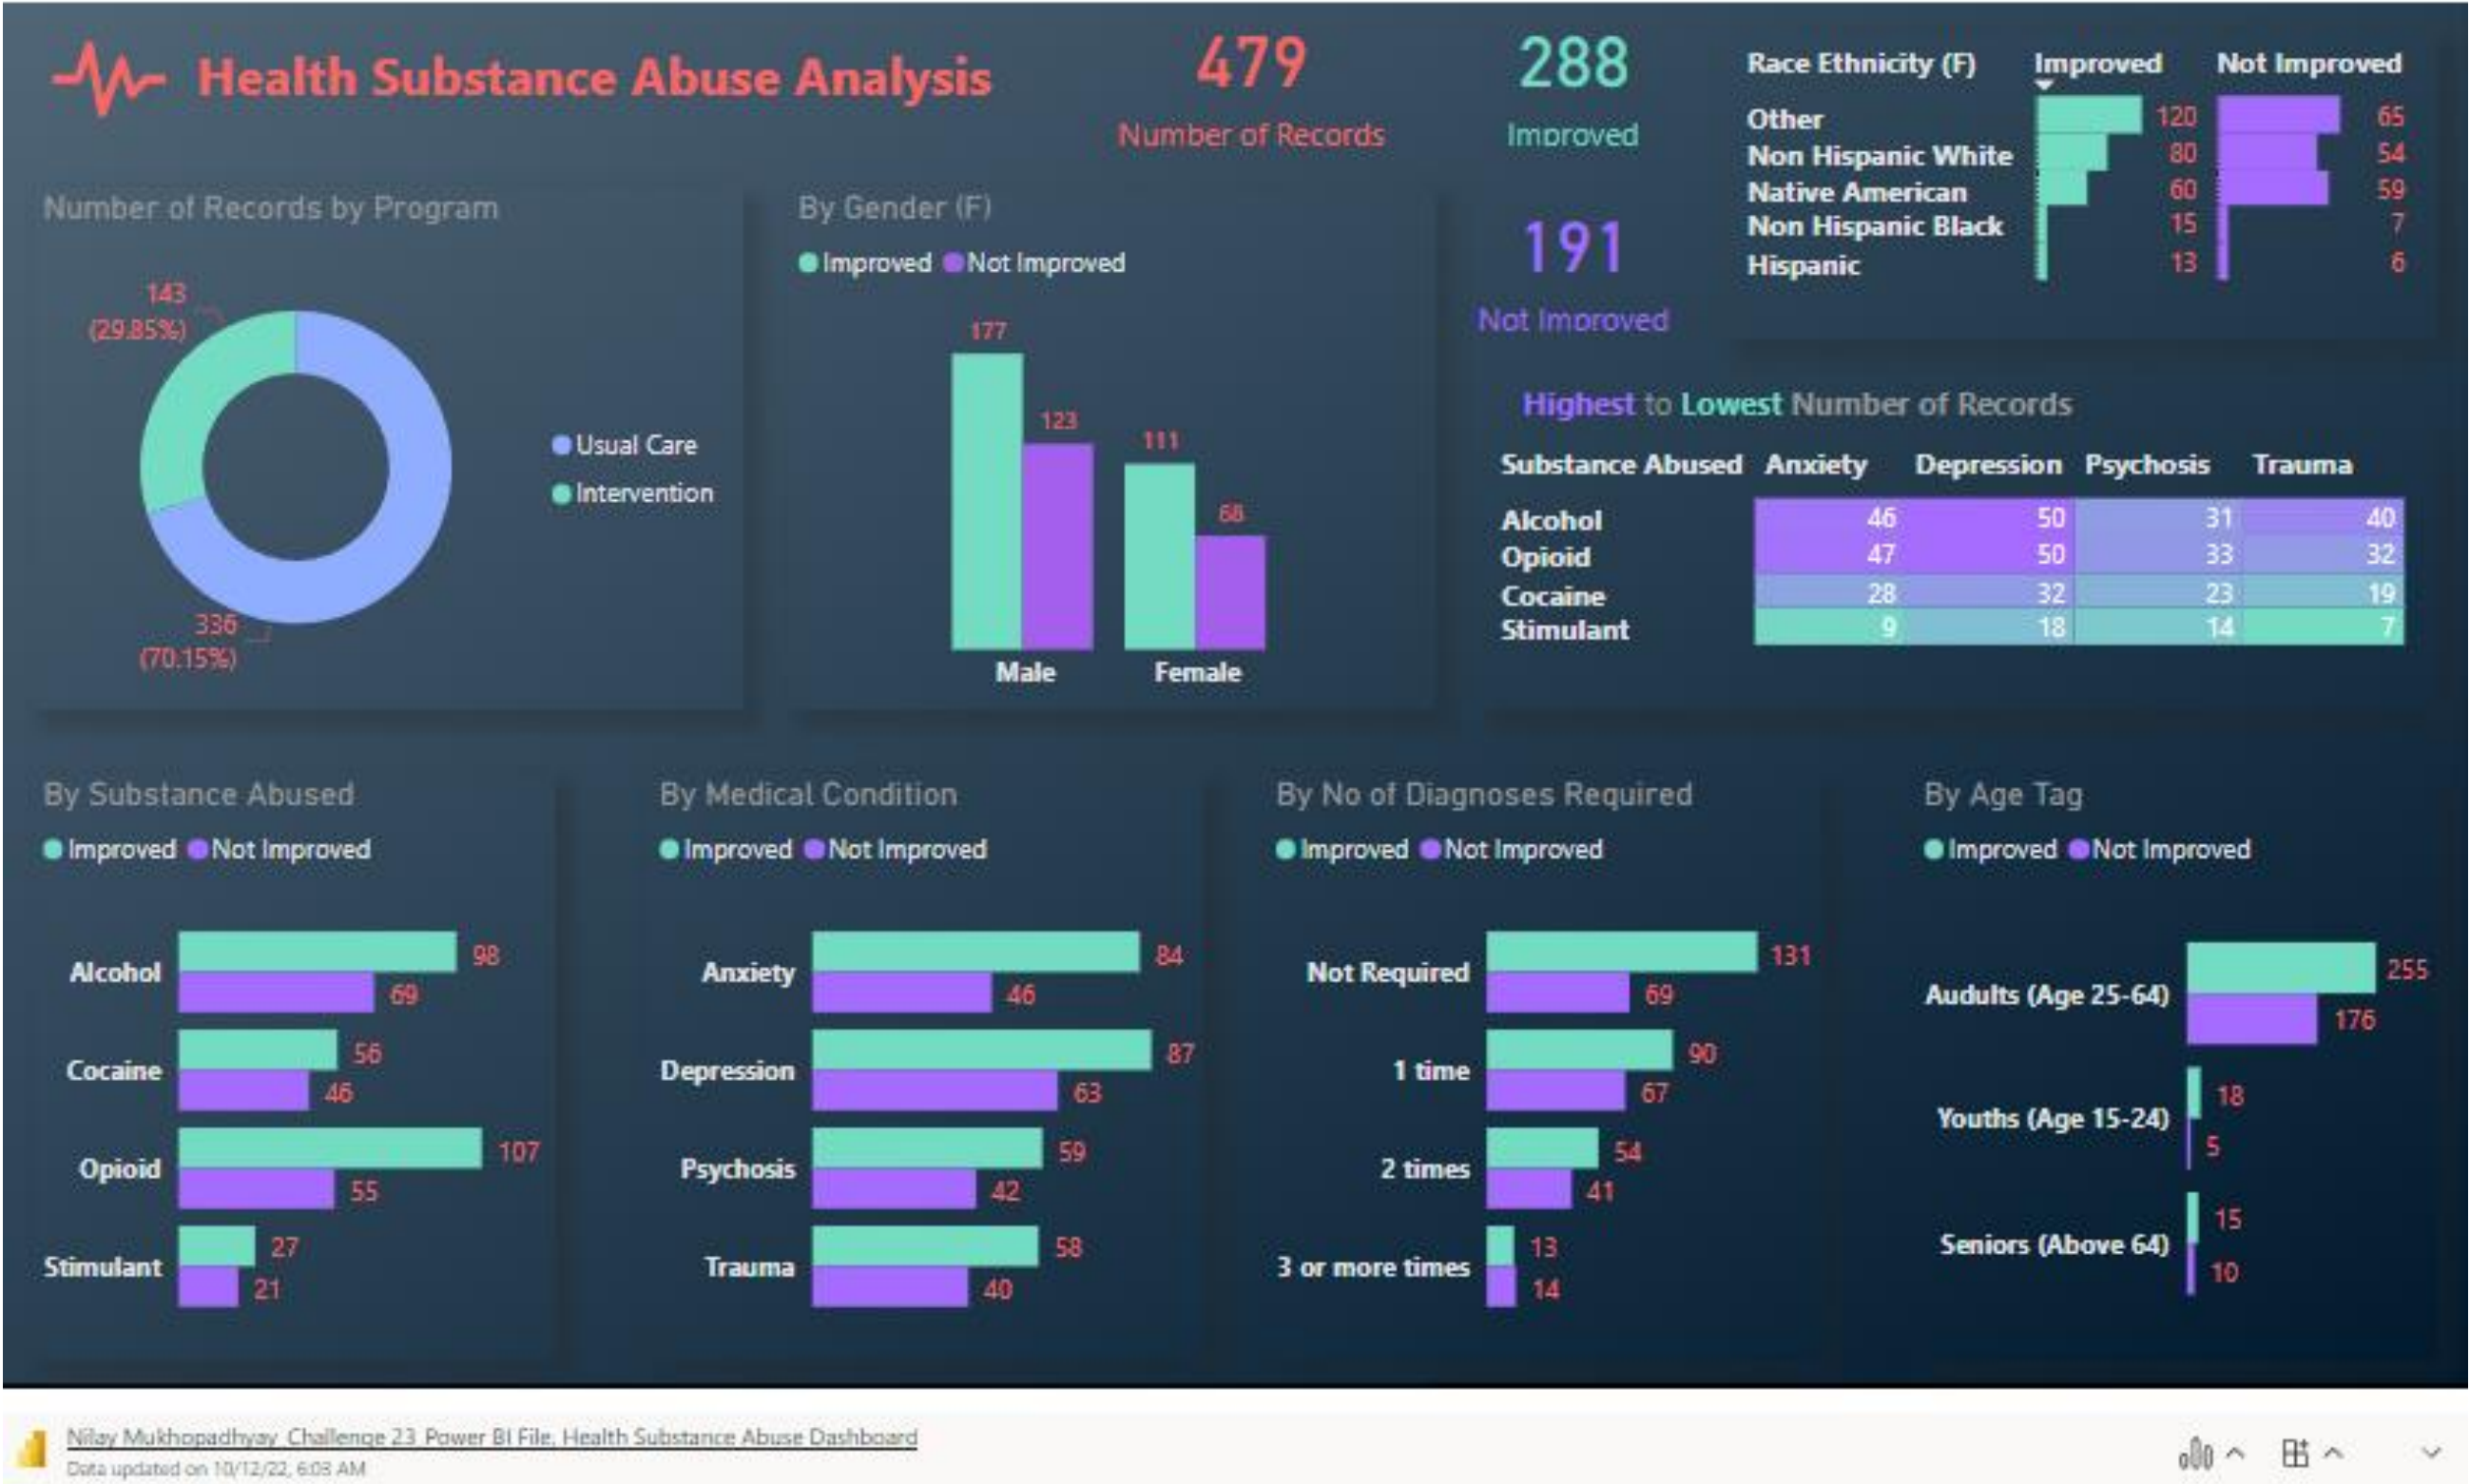 Health Substance Abuse Analysis
479
Number of Records
288
Improved
191
Not Improved
Race Ethnicity (F) Improved Not Improved
Other 120 65
Non Hispanic White 80 54
Native American 60 59
Non Hispanic Black 15 7
Hispanic 13 6
Number of Records by Program
143
(29.85%)
336
(70.15%)
Usual Care
Intervention
By Gender (F)
Improved Not Improved
177
123
111
68
Male Female
Highest to Lowest Number of Records
Substance Abused Anxiety Depression Psychosis Trauma
Alcohol 46 50 31 40
Opioid 47 50 33 32
Cocaine 28 32 23 19
Stimulant 9 18 14 7
By Substance Abused
Improved Not Improved
Alcohol 98
69
Cocaine 56
46
Opioid 107
55
Stimulant 27
21
By Medical Condition
Improved Not Improved
Anxiety 84
46
Depression 87
63
Psychosis 59
42
Trauma 58
40
By No of Diagnoses Required
Improved Not Improved
Not Required 131
69
1 time 90
67
2 times 54
41
3 or more times 13
14
By Age Tag
Improved Not Improved
Audults (Age 25-64) 255
176
Youths (Age 15-24) 18
5
Seniors (Above 64) 15
10
Nilay Mukhopadhyay_Challenge 23_Power BI File, Health Substance Abuse Dashboard
Data updated on 10/12/22, 6:03 AM